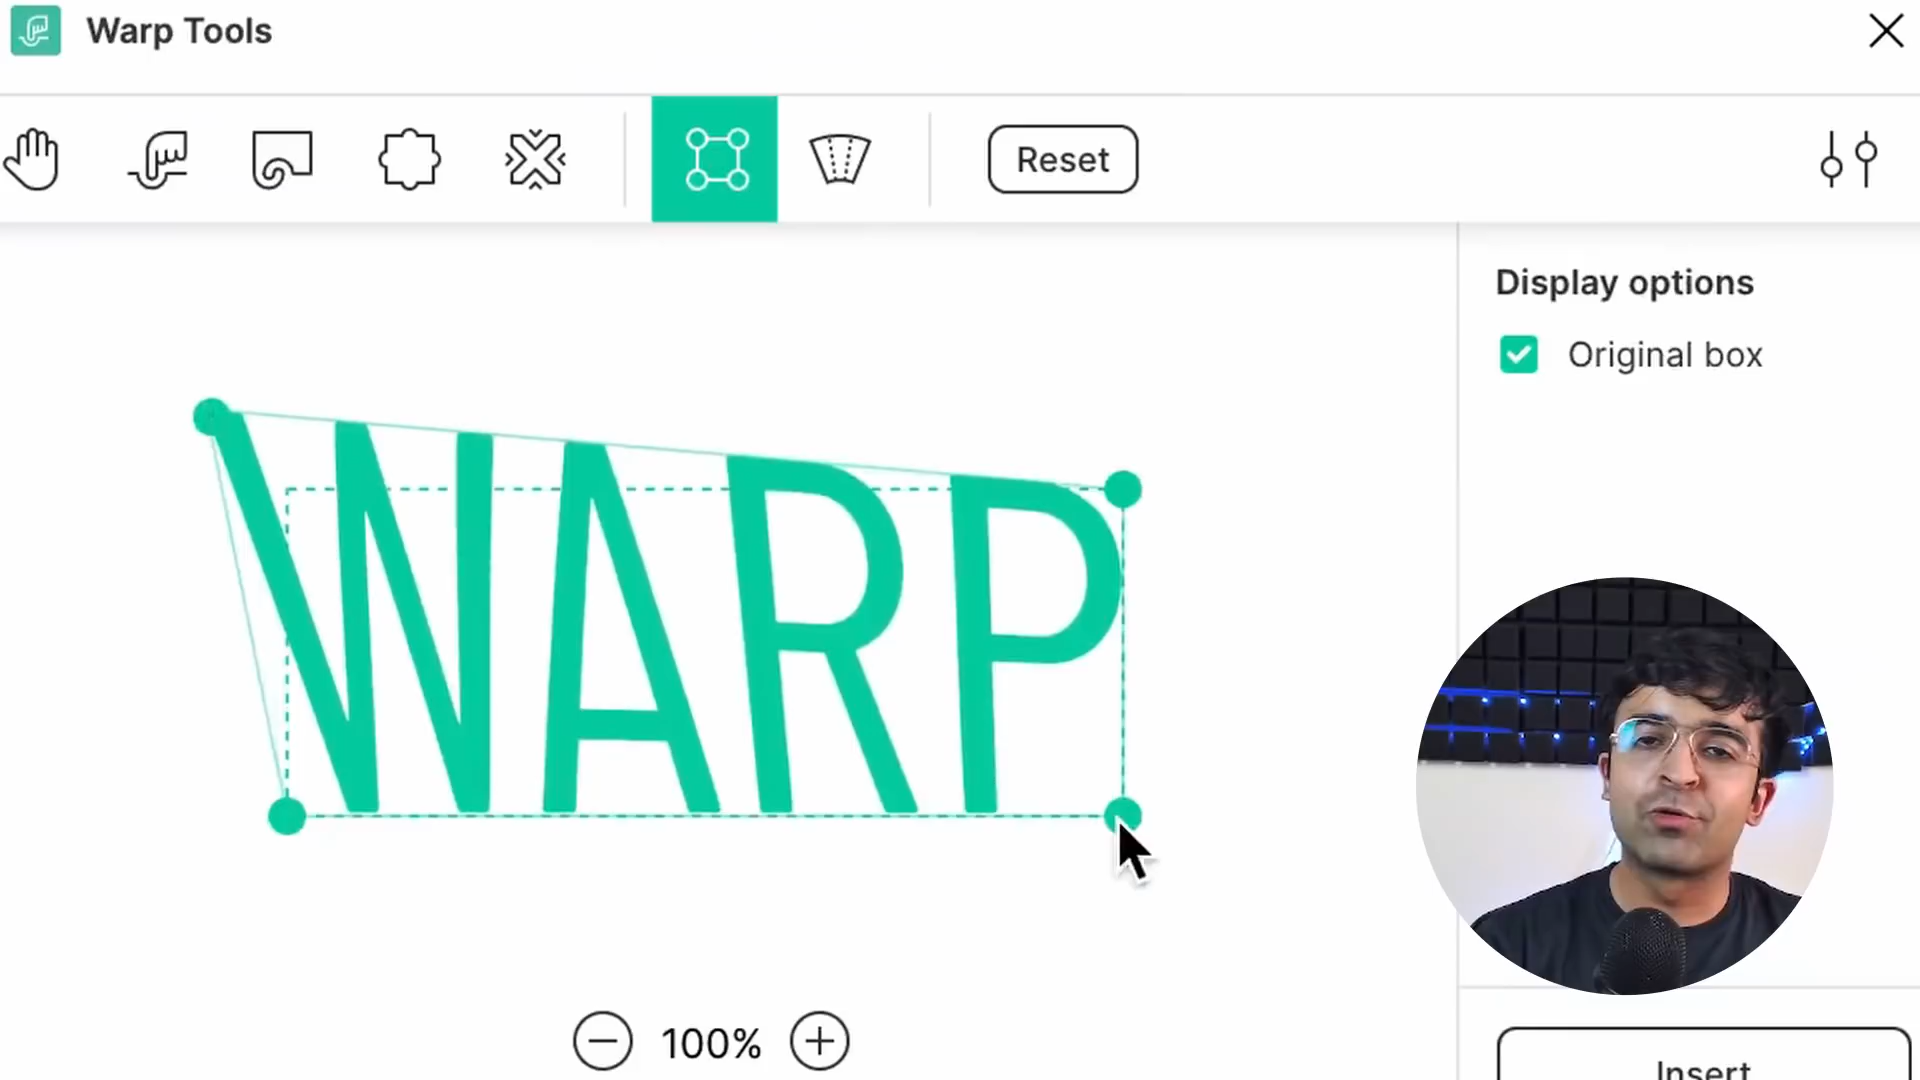 Warp Tools
Reset
Display options
Original box
WARP
100%
Insert